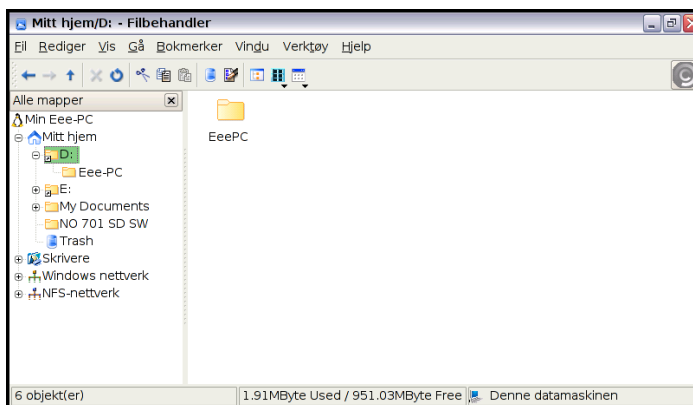 Mitt hjem/D: - Filbehandler
Fil Rediger Vis Gå Bokmerker Vindu Verktøy Hjelp
Alle mapper
Min Eee-PC
Mitt hjem
D:
Eee-PC
E:
My Documents
NO 701 SD SW
Trash
Skrivere
Windows nettverk
NFS-nettverk
EeePC
6 objekt(er)
1.91MByte Used / 951.03MByte Free
Denne datamaskinen